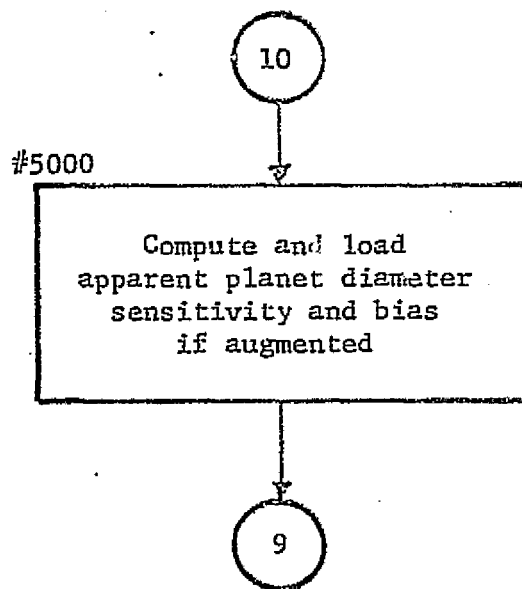 10
#5000
Compute and load
apparent planet diameter
sensitivity and bias
if augmented
9